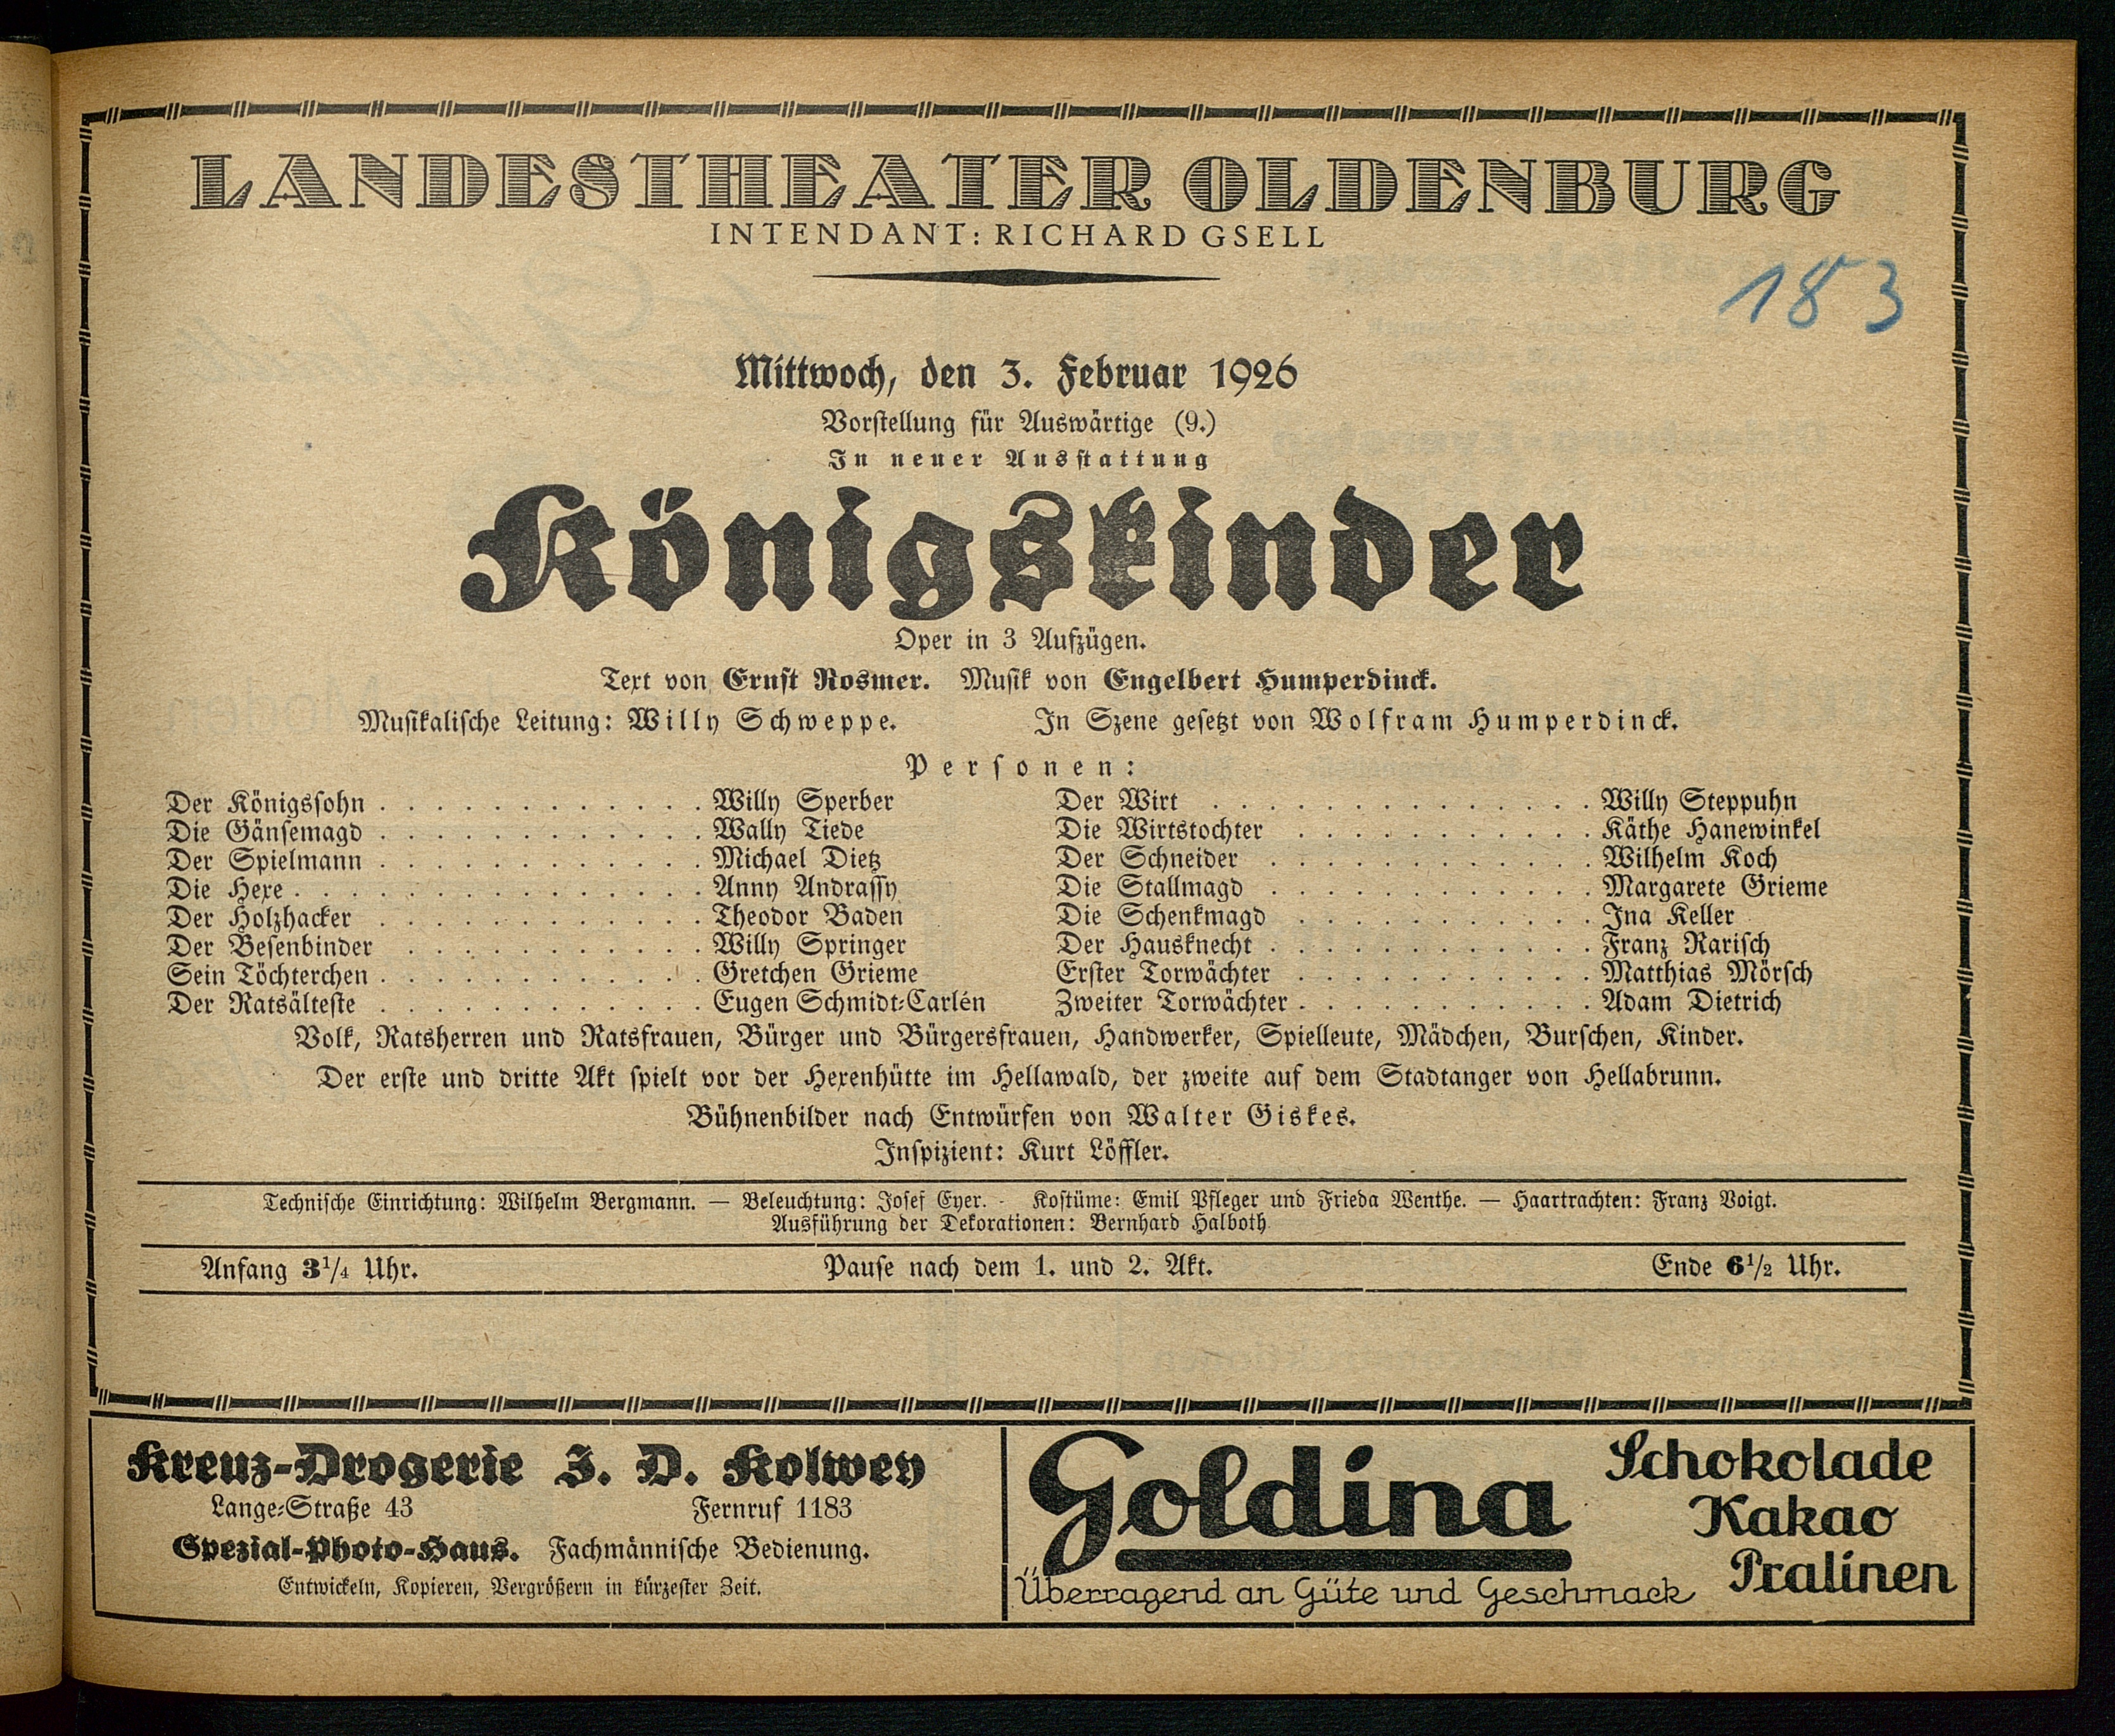 LANDESTHEATER OLDENBURG
INTENDANT: RICHARD GSELL
183
Mittwoch, den 3. Februar 1926
Vorstellung für Auswärtige (9.)
In neuer Ausstattung
Königskinder
Oper in 3 Aufzügen.
Text von Ernst Rosmer. Musik von Engelbert Humperdinck.
Musikalische Leitung: Willy Schweppe. In Szene gesetzt von Wolfram Humperdinck.
Personen:
Der Königssohn . . . . . . . . . . . . Willy Sperber
Die Gänsemagd . . . . . . . . . . . . Wally Tiede
Der Spielmann . . . . . . . . . . . . Michael Dietz
Die Hexe . . . . . . . . . . . . . . . Anny Andrassy
Der Holzhacker . . . . . . . . . . . . Theodor Baden
Der Besenbinder . . . . . . . . . . . Willy Springer
Sein Töchterchen . . . . . . . . . . . . Gretchen Grieme
Der Ratsälteste . . . . . . . . . . . . Eugen Schmidt-Carlén
Der Wirt . . . . . . . . . . . . . . Willy Steppuhn
Die Wirtstochter . . . . . . . . . . . Käthe Hanewinkel
Der Schneider . . . . . . . . . . . . Wilhelm Koch
Die Stallmagd . . . . . . . . . . . . Margarete Grieme
Die Schenkmagd . . . . . . . . . . . Ina Keller
Der Hausknecht . . . . . . . . . . . . Franz Rarisch
Erster Torwächter . . . . . . . . . . . Matthias Mörsch
Zweiter Torwächter . . . . . . . . . . . Adam Dietrich
Volk, Ratsherren und Ratsfrauen, Bürger und Bürgersfrauen, Handwerker, Spielleute, Mädchen, Burschen, Kinder.
Der erste und dritte Akt spielt vor der Hexenhütte im Hellawald, der zweite auf dem Stadtanger von Hellabrunn.
Bühnenbilder nach Entwürfen von Walter Giskes.
Inspizient: Kurt Löffler.
Technische Einrichtung: Wilhelm Bergmann. — Beleuchtung: Josef Eyer. - Kostüme: Emil Pfleger und Frieda Wenthe. — Haartrachten: Franz Voigt.
Ausführung der Dekorationen: Bernhard Halboth
Anfang 3 1/4 Uhr. Pause nach dem 1. und 2. Akt. Ende 6 1/2 Uhr.
Kreuz-Drogerie J. D. Kolwey
Lange-Straße 43 Fernruf 1183
Spezial-Photo-Haus. Fachmännische Bedienung.
Entwickeln, Kopieren, Vergrößern in kürzester Zeit.
Goldina
Schokolade
Kakao
Pralinen
Überragend an Güte und Geschmack